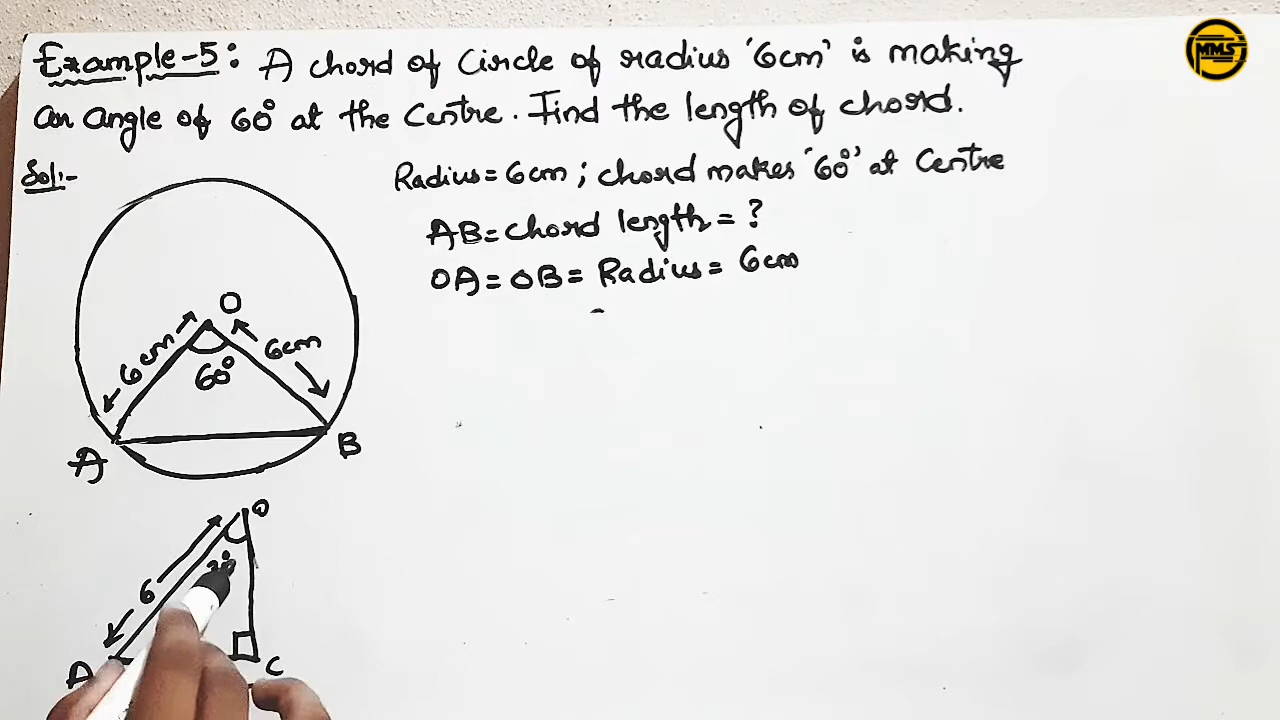 Example-5: A chord of Circle of radius '6cm' is making
an angle of 60° at the Centre. Find the length of chord.
Sol:-
Radius = 6cm ; chord makes '60°' at Centre
AB = chord length = ?
OA = OB = Radius = 6cm
O
6cm
6cm
60°
A
B
O
6
A
C
MMS